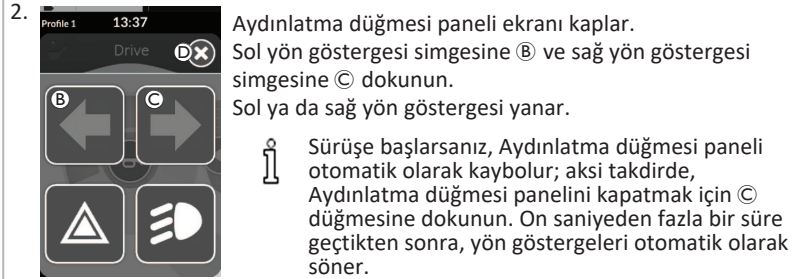 2.
Profile 1 13:37
Drive D
B C
Aydınlatma düğmesi paneli ekranı kaplar.
Sol yön göstergesi simgesine Ⓑ ve sağ yön göstergesi
simgesine Ⓒ dokunun.
Sol ya da sağ yön göstergesi yanar.
Sürüşe başlarsanız, Aydınlatma düğmesi paneli
otomatik olarak kaybolur; aksi takdirde,
Aydınlatma düğmesi panelini kapatmak için Ⓒ
düğmesine dokunun. On saniyeden fazla bir süre
geçtikten sonra, yön göstergeleri otomatik olarak
söner.